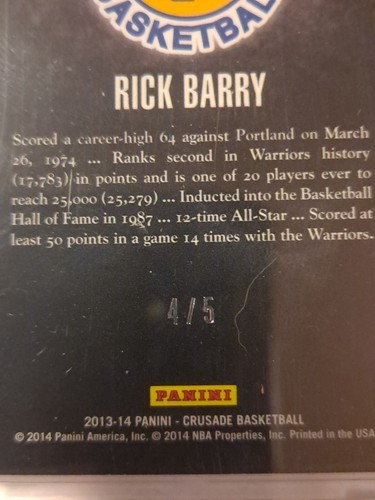 BASKETBALL
RICK BARRY
Scored a career-high 64 against Portland on March
26, 1974 ... Ranks second in Warriors history
(17,783) in points and is one of 20 players ever to
reach 25,000 (25,279) ... Inducted into the Basketball
Hall of Fame in 1987 ... 12-time All-Star ... Scored at
least 50 points in a game 14 times with the Warriors.
4/5
PANINI
2013-14 PANINI - CRUSADE BASKETBALL
© 2014 Panini America, Inc. © 2014 NBA Properties, Inc. Printed in the USA